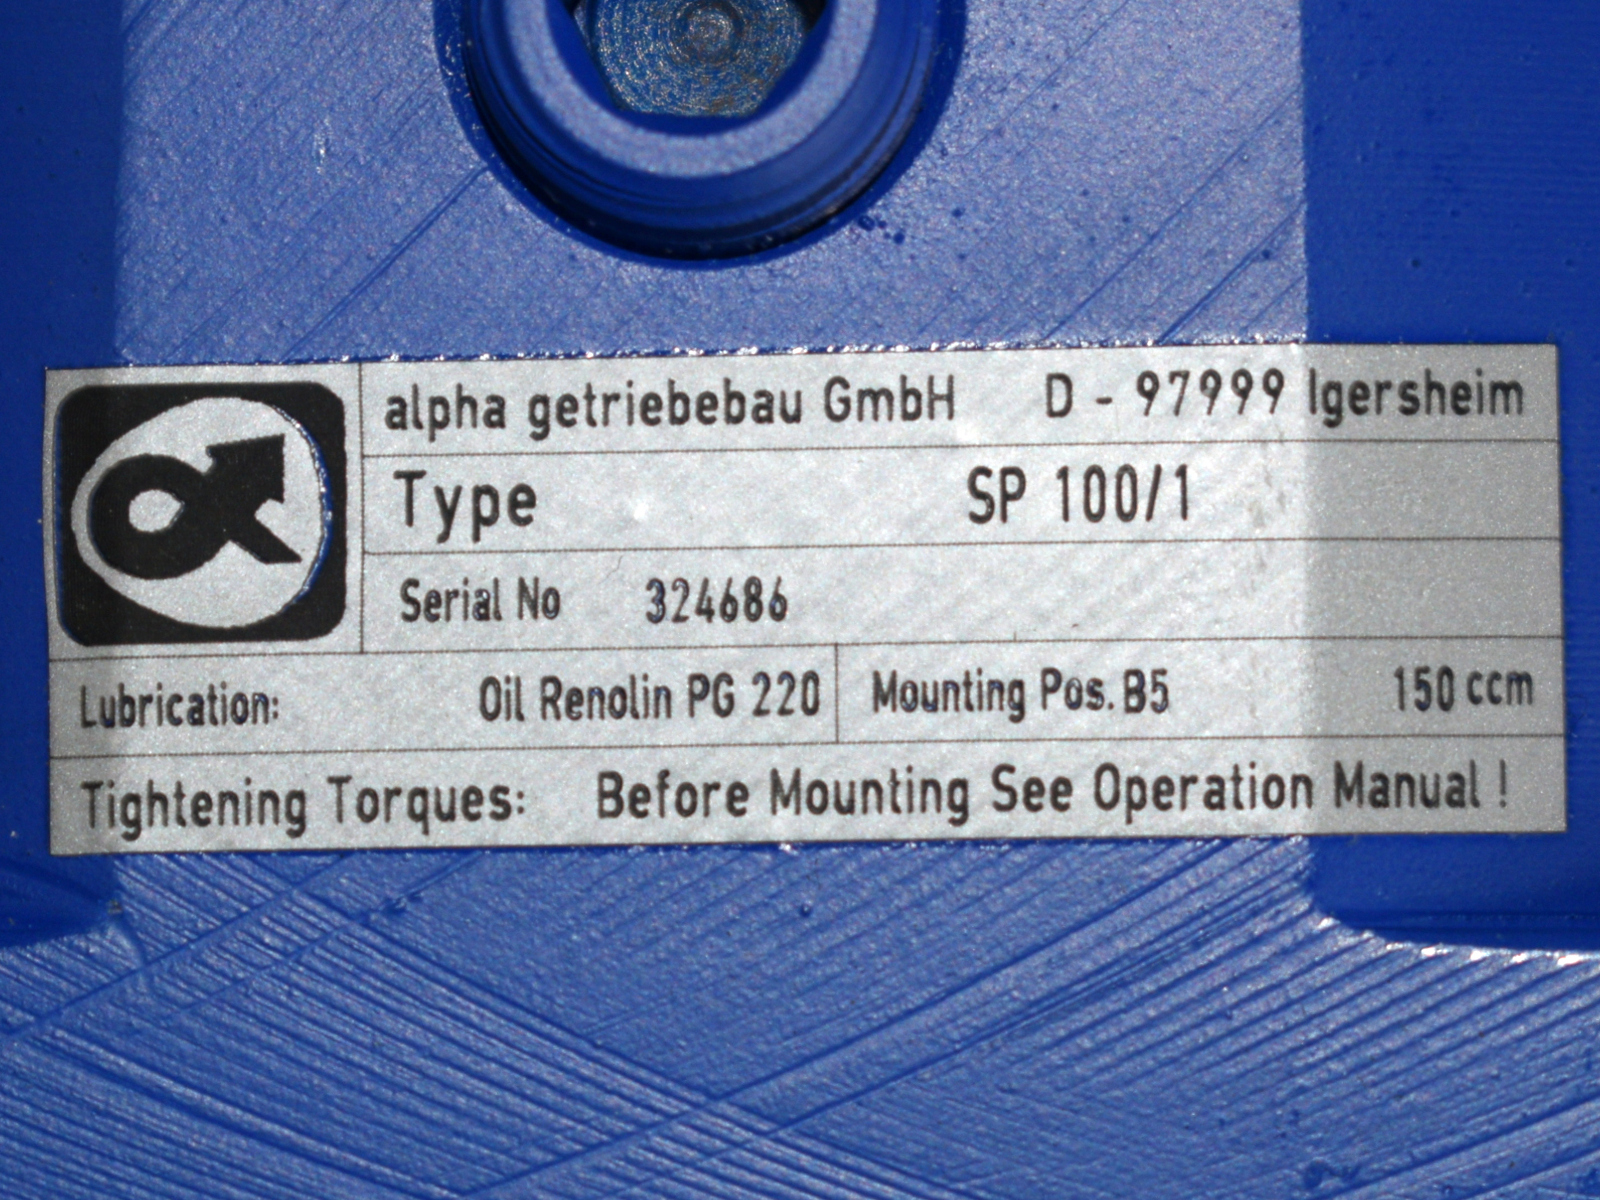 alpha getriebebau GmbH D - 97999 Igersheim
Type SP 100/1
Serial No 324686
Lubrication: Oil Renolin PG 220 Mounting Pos. B5 150 ccm
Tightening Torques: Before Mounting See Operation Manual !